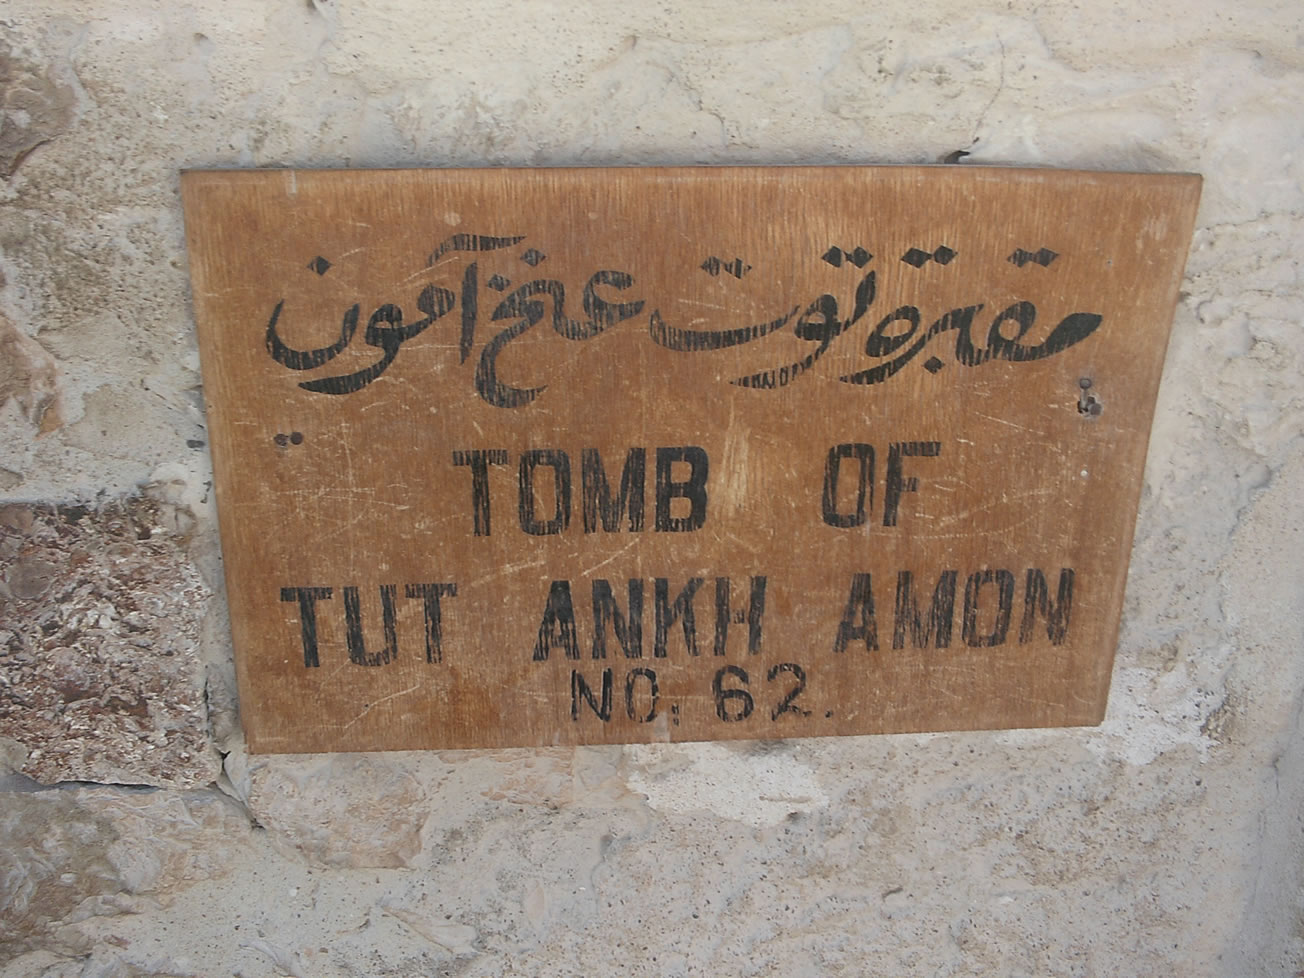 مقبرة توت عنخ آمون
TOMB OF
TUT ANKH AMON
NO. 62.